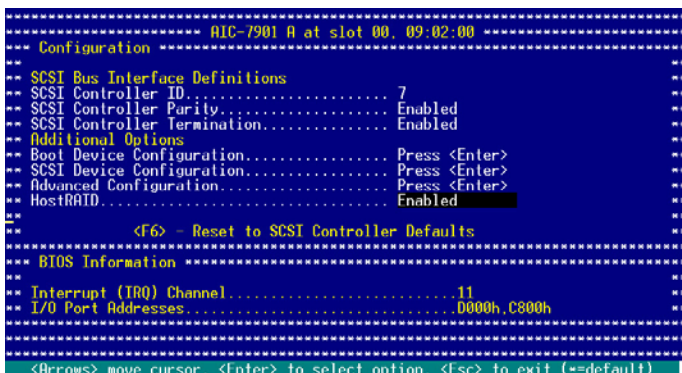 AIC-7901 A at slot 00, 09:02:00
Configuration
SCSI Bus Interface Definitions
SCSI Controller ID........................ 7
SCSI Controller Parity.................... Enabled
SCSI Controller Termination............... Enabled
Additional Options
Boot Device Configuration................. Press <Enter>
SCSI Device Configuration................. Press <Enter>
Advanced Configuration.................... Press <Enter>
HostRAID.................................. Enabled
<F6> - Reset to SCSI Controller Defaults
BIOS Information
Interrupt (IRQ) Channel...........................11
I/O Port Addresses................................D000h,C800h
<Arrows> move cursor, <Enter> to select option, <Esc> to exit (*=default)